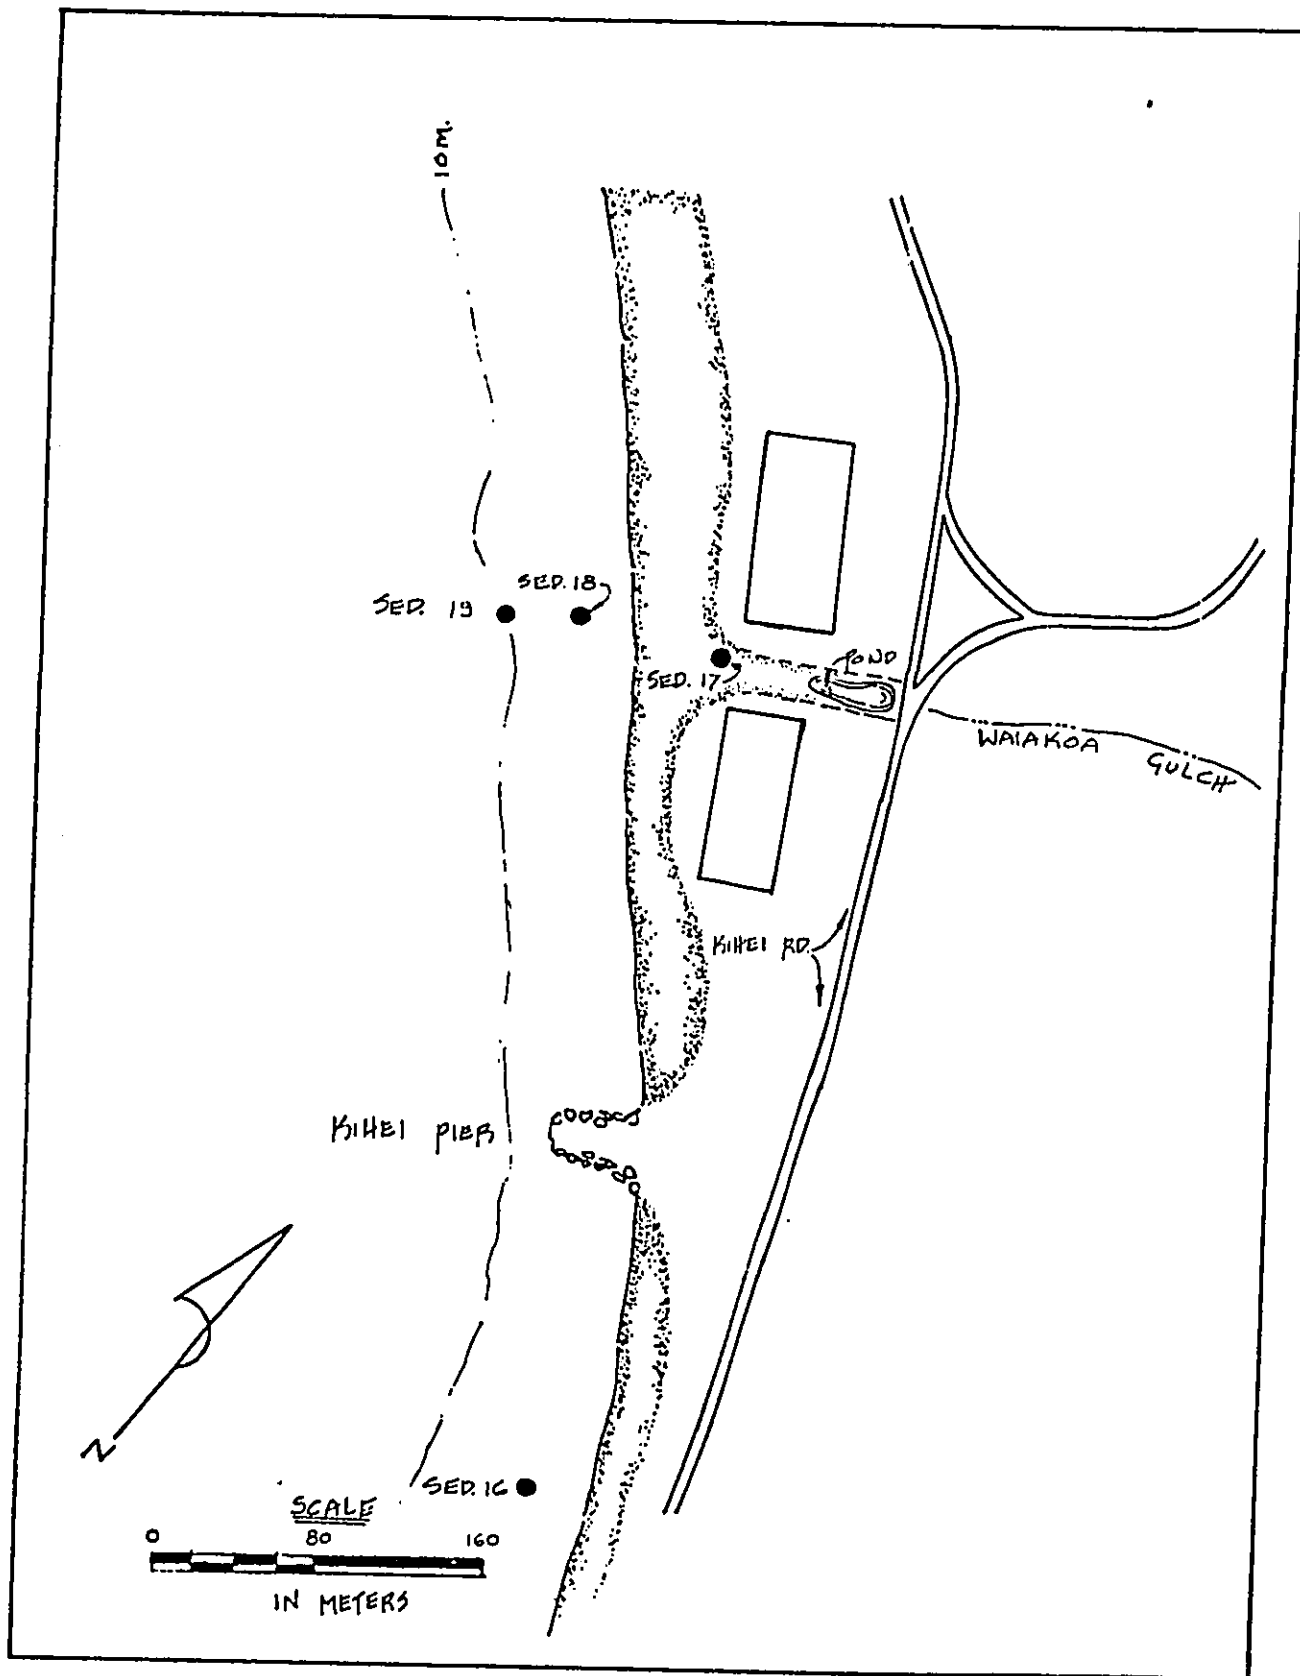 10M.
SED. 18
SED. 19
POND
SED. 17
WAIAKOA
GULCH
KIHEI RD.
KIHEI PIER
N
SED. 16
SCALE
0 80 160
IN METERS